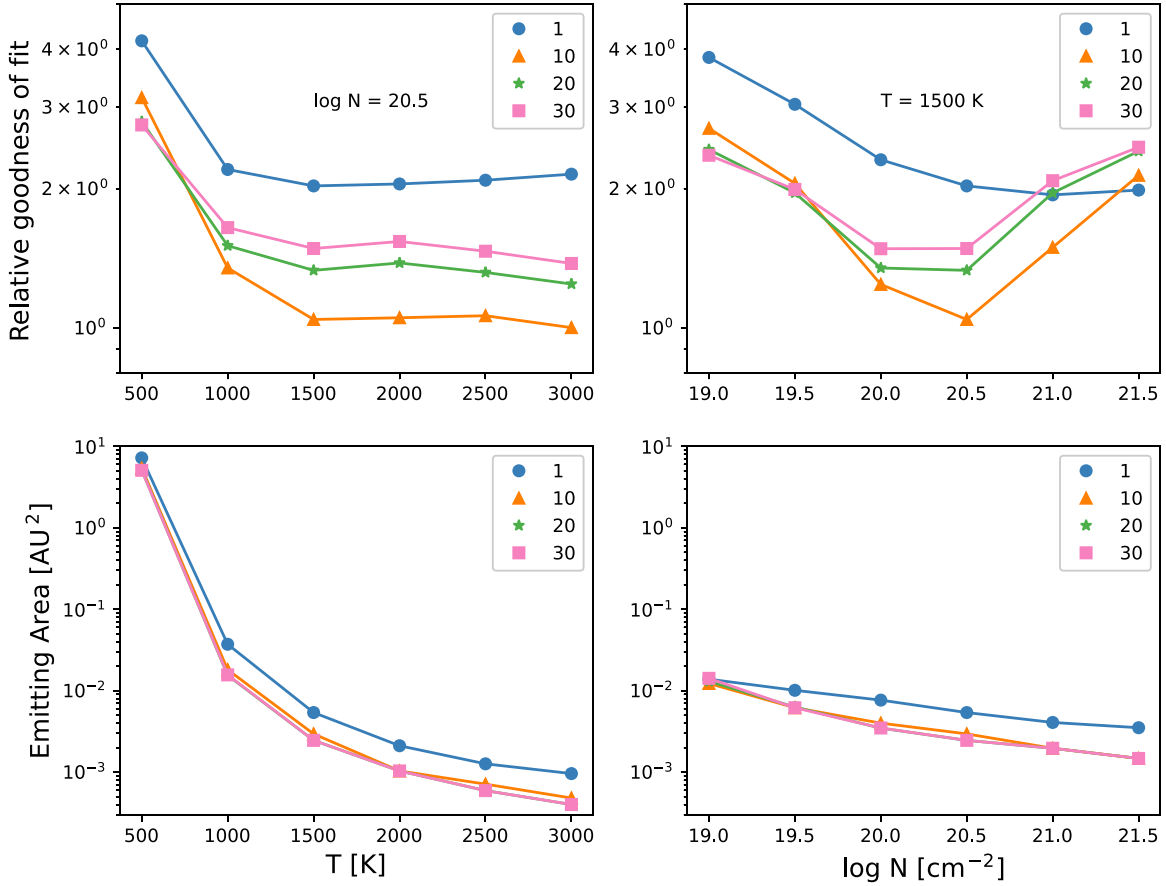 Relative goodness of fit
4 × 10⁰
3 × 10⁰
2 × 10⁰
10⁰
log N = 20.5
1
10
20
30
500 1000 1500 2000 2500 3000
4 × 10⁰
3 × 10⁰
2 × 10⁰
10⁰
T = 1500 K
1
10
20
30
19.0 19.5 20.0 20.5 21.0 21.5
Emitting Area [AU²]
10¹
10⁰
10⁻¹
10⁻²
10⁻³
1
10
20
30
500 1000 1500 2000 2500 3000
T [K]
10¹
10⁰
10⁻¹
10⁻²
10⁻³
1
10
20
30
19.0 19.5 20.0 20.5 21.0 21.5
log N [cm⁻²]